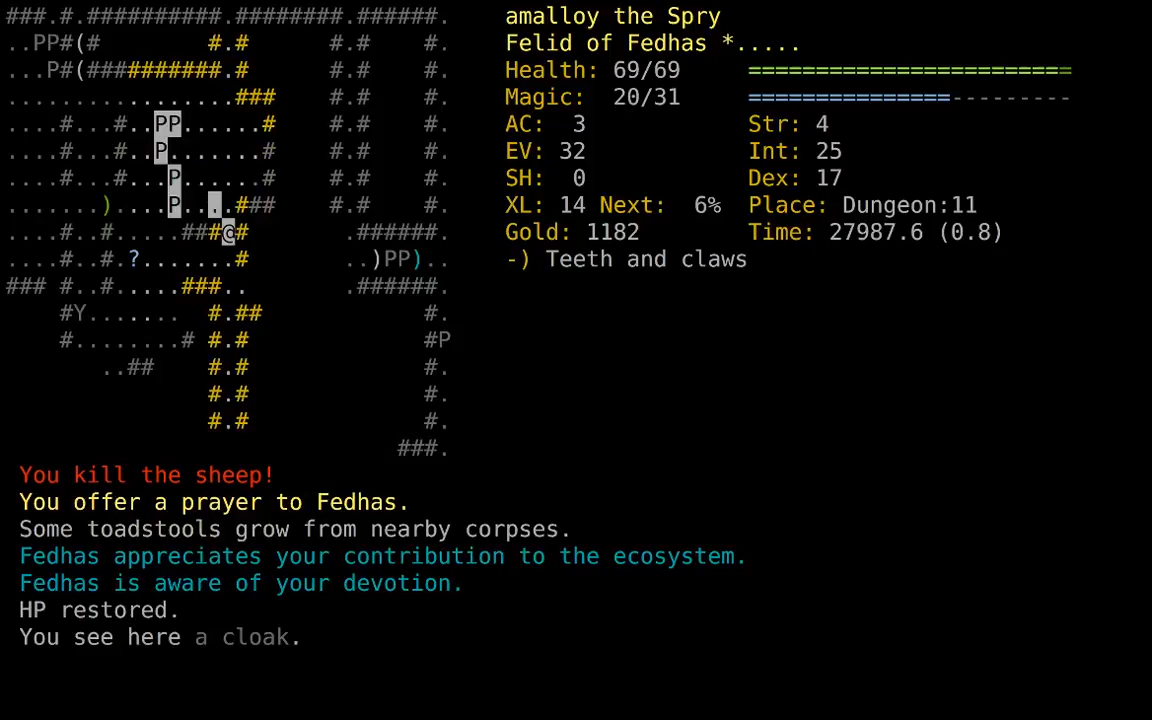 ###.#.##########.########.######.    amalloy the Spry
..PP#(#        #.#      #.#    #.    Felid of Fedhas *.....
...P#(##########.#      #.#    #.    Health: 69/69     ========================
.................###    #.#    #.    Magic:  20/31     ===============---------
....#...#..PP......#    #.#    #.    AC:  3            Str: 4
....#...#..P.......#    #.#    #.    EV: 32            Int: 25
....#...#...P......#    #.#    #.    SH:  0            Dex: 17
.......)....P....###    #.#    #.    XL: 14 Next:  6%  Place: Dungeon:11
....#..#.....###@#       .######.    Gold: 1182        Time: 27987.6 (0.8)
....#..#.?.......#       ..)PP)..    -) Teeth and claws
### #..#.....###..       .######.
    #Y.......  #.##            #.
    #........# #.#             #P
       ..##    #.#             #.
               #.#             #.
               #.#             #.
                             ###.
You kill the sheep!
You offer a prayer to Fedhas.
Some toadstools grow from nearby corpses.
Fedhas appreciates your contribution to the ecosystem.
Fedhas is aware of your devotion.
HP restored.
You see here a cloak.